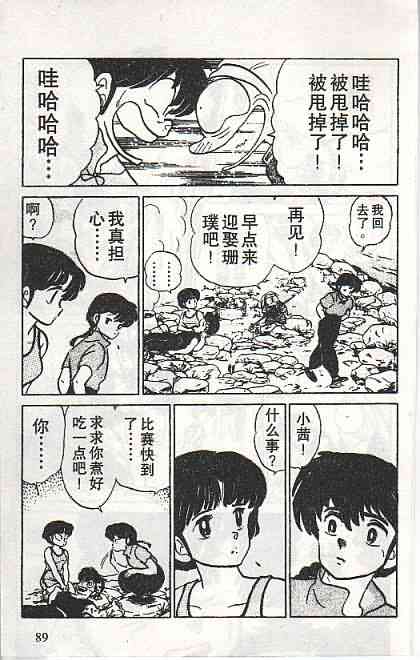 哇哈哈哈…
被甩掉了！
被甩掉了！
哇哈哈哈…
我回
去了。
再见！
早点来
迎娶珊
璞吧！
……
我真担
心……
啊？
小茜！
什么事？
比赛快到
了……
求求你煮好
吃一点吧！
你……
89